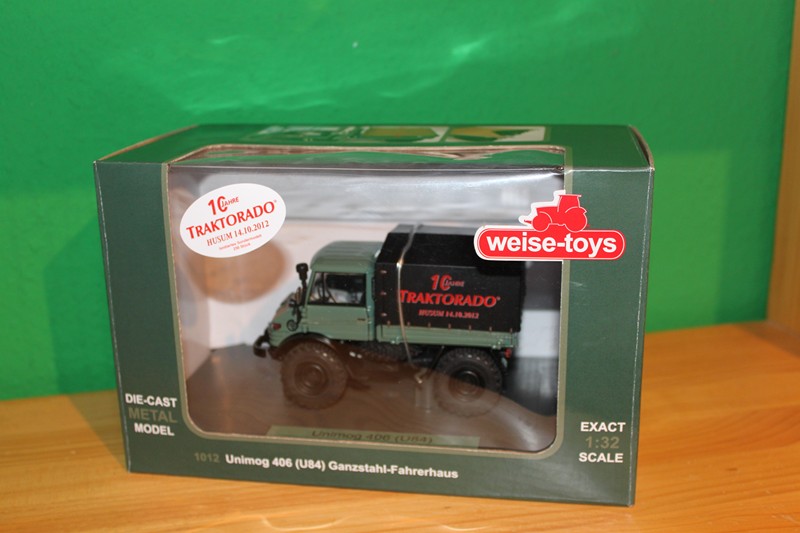 10 JAHRE
TRAKTORADO
HUSUM 14.10.2012
weise-toys
10 JAHRE
TRAKTORADO
HUSUM 14.10.2012
DIE-CAST
METAL
MODEL
Unimog 406 (U84)
EXACT
1:32
SCALE
1012 Unimog 406 (U84) Ganzstahl-Fahrerhaus